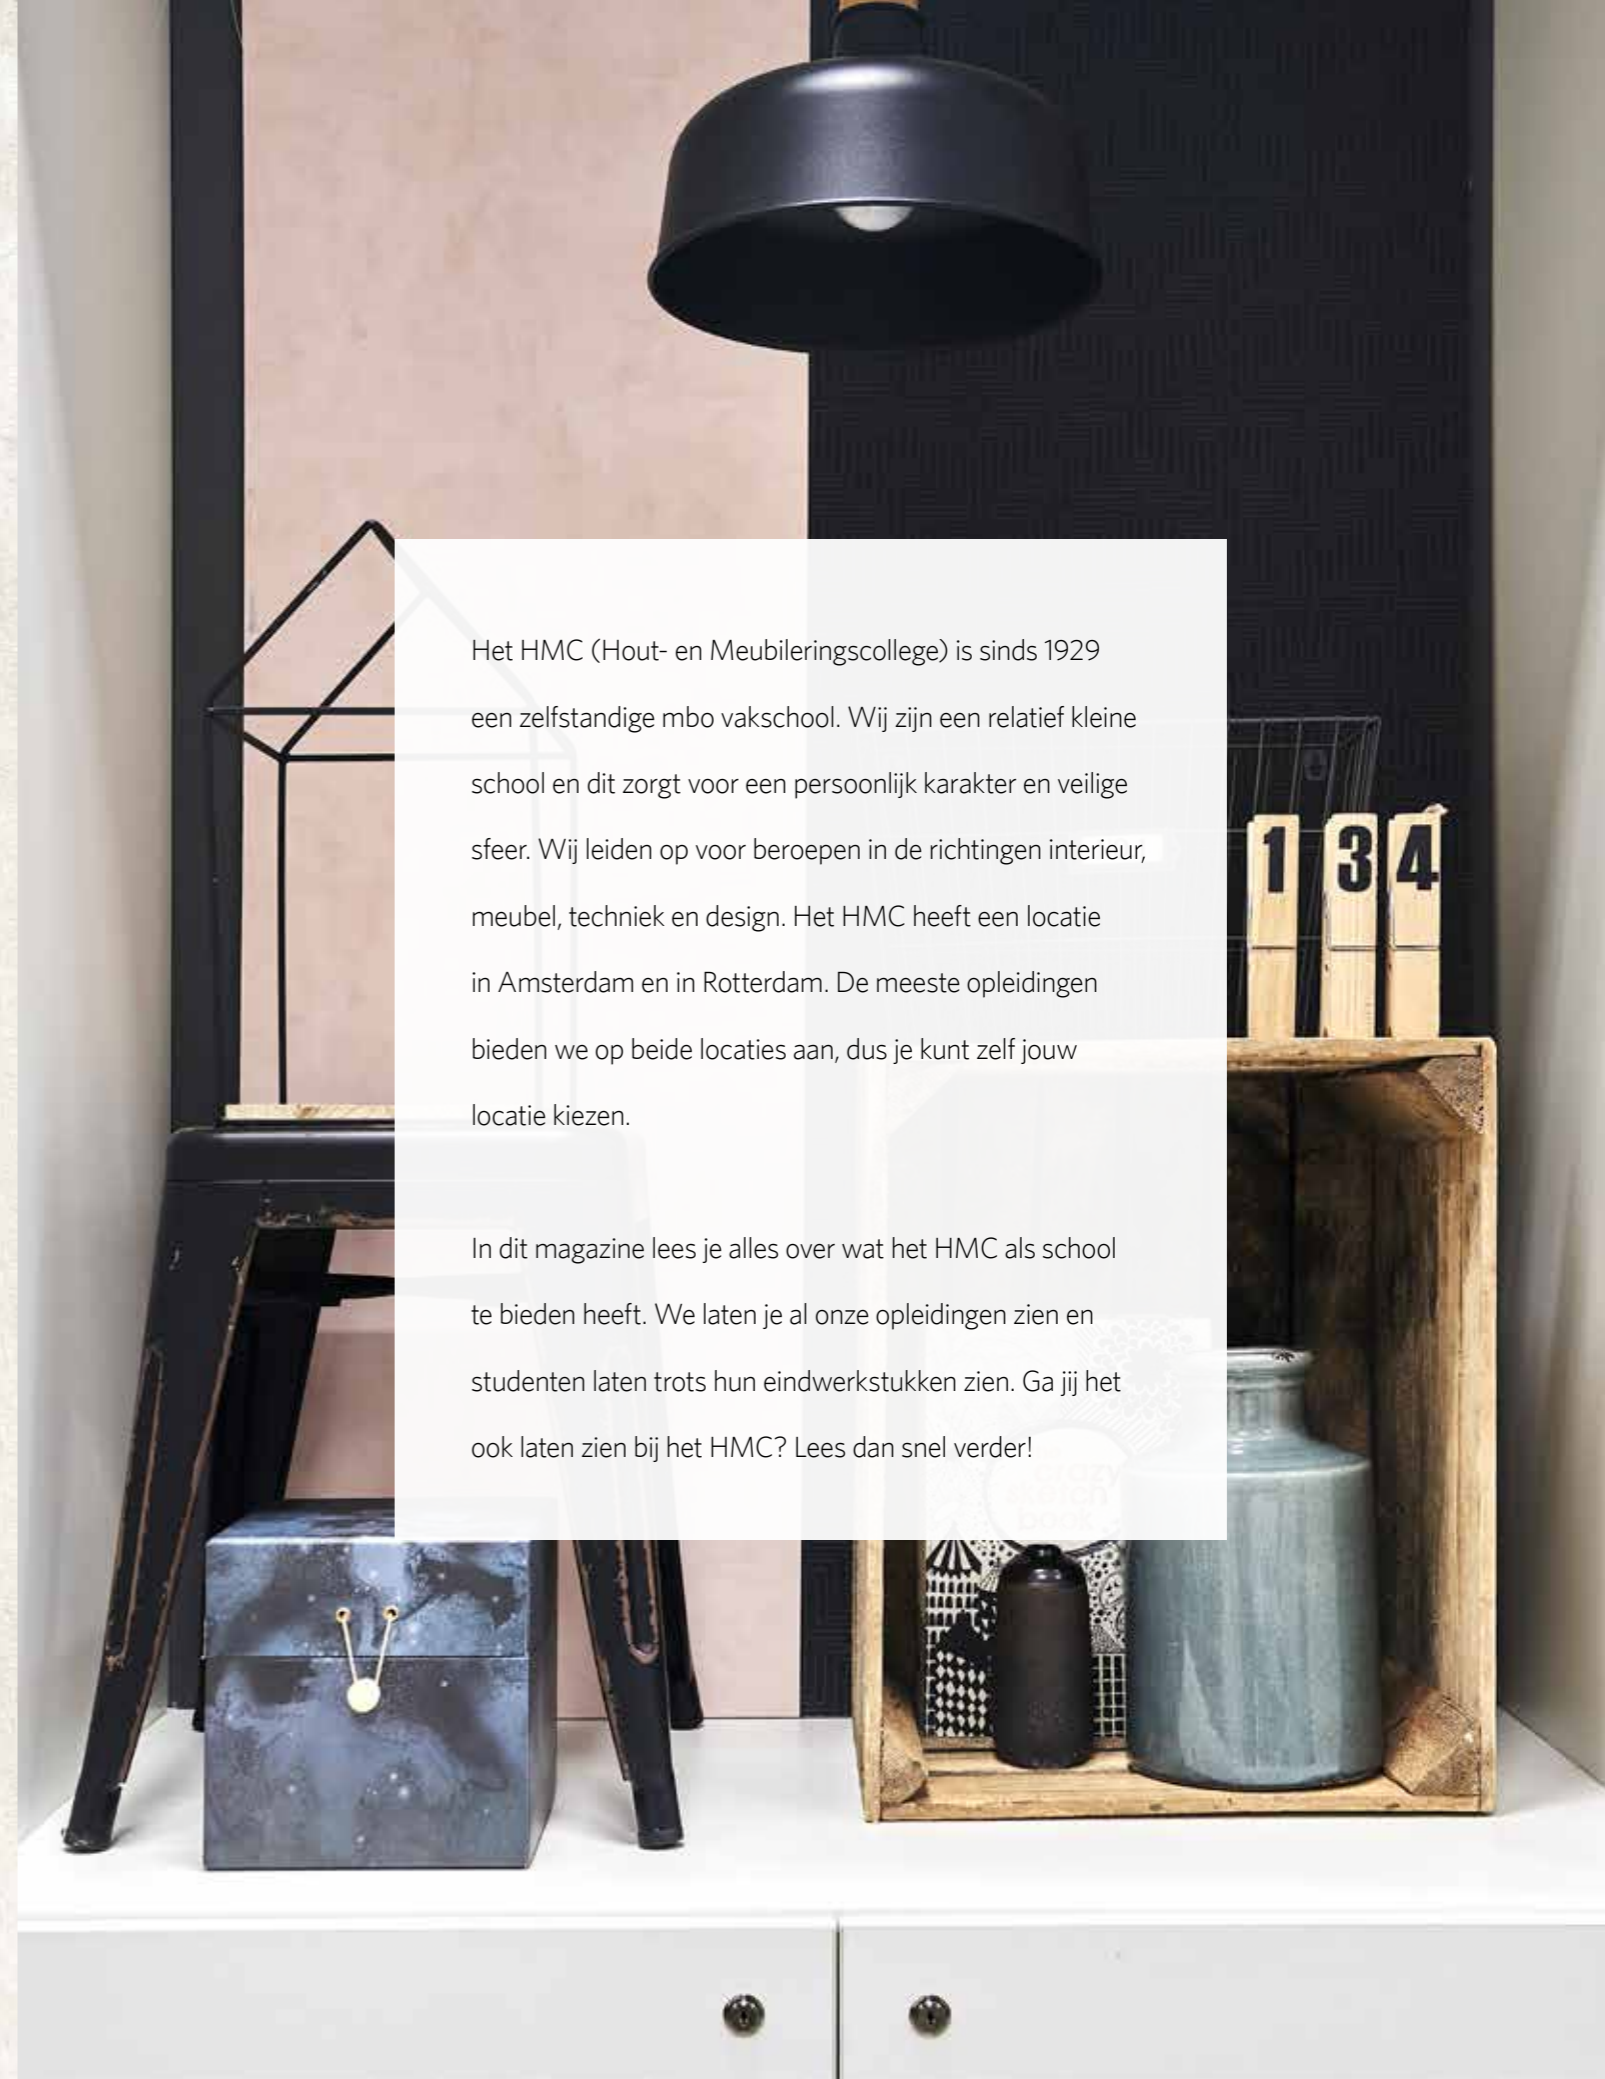 Het HMC (Hout- en Meubileringscollege) is sinds 1929
een zelfstandige mbo vakschool. Wij zijn een relatief kleine
school en dit zorgt voor een persoonlijk karakter en veilige
sfeer. Wij leiden op voor beroepen in de richtingen interieur,
meubel, techniek en design. Het HMC heeft een locatie
in Amsterdam en in Rotterdam. De meeste opleidingen
bieden we op beide locaties aan, dus je kunt zelf jouw
locatie kiezen.
In dit magazine lees je alles over wat het HMC als school
te bieden heeft. We laten je al onze opleidingen zien en
studenten laten trots hun eindwerkstukken zien. Ga jij het
ook laten zien bij het HMC? Lees dan snel verder!
1 3 4
crazy
sketch
book